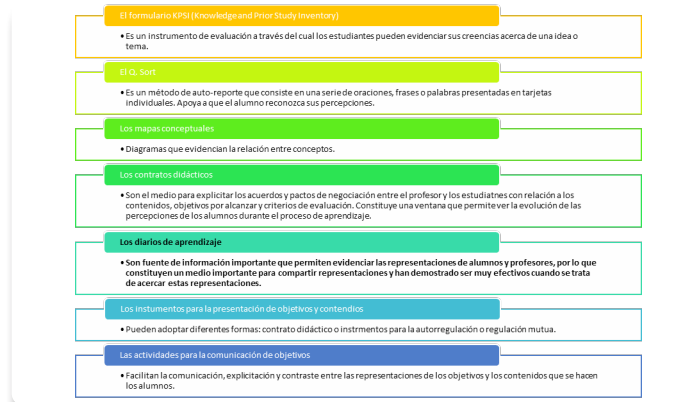 El formulario KPSI (Knowledge and Prior Study Inventory)
• Es un instrumento de evaluación a través del cual los estudiantes pueden evidenciar sus creencias acerca de una idea o
tema.
El Q. Sort
• Es un método de auto-reporte que consiste en una serie de oraciones, frases o palabras presentadas en tarjetas
individuales. Apoya a que el alumno reconozca sus percepciones.
Los mapas conceptuales
• Diagramas que evidencian la relación entre conceptos.
Los contratos didácticos
• Son el medio para explicitar los acuerdos y pactos de negociación entre el profesor y los estudiatnes con relación a los
contenidos, objetivos por alcanzar y criterios de evaluación. Constituye una ventana que permite ver la evolución de las
percepciones de los alumnos durante el proceso de aprendizaje.
Los diarios de aprendizaje
• Son fuente de información importante que permiten evidenciar las representaciones de alumnos y profesores, por lo que
constituyen un medio importante para compartir representaciones y han demostrado ser muy efectivos cuando se trata
de acercar estas representaciones.
Los instumentos para la presentación de objetivos y contendios
• Pueden adoptar diferentes formas: contrato didáctico o instrmentos para la autorregulación o regulación mutua.
Las actividades para la comunicación de objetivos
• Facilitan la comunicación, explicitación y contraste entre las representaciones de los objetivos y los contenidos que se hacen
los alumnos.